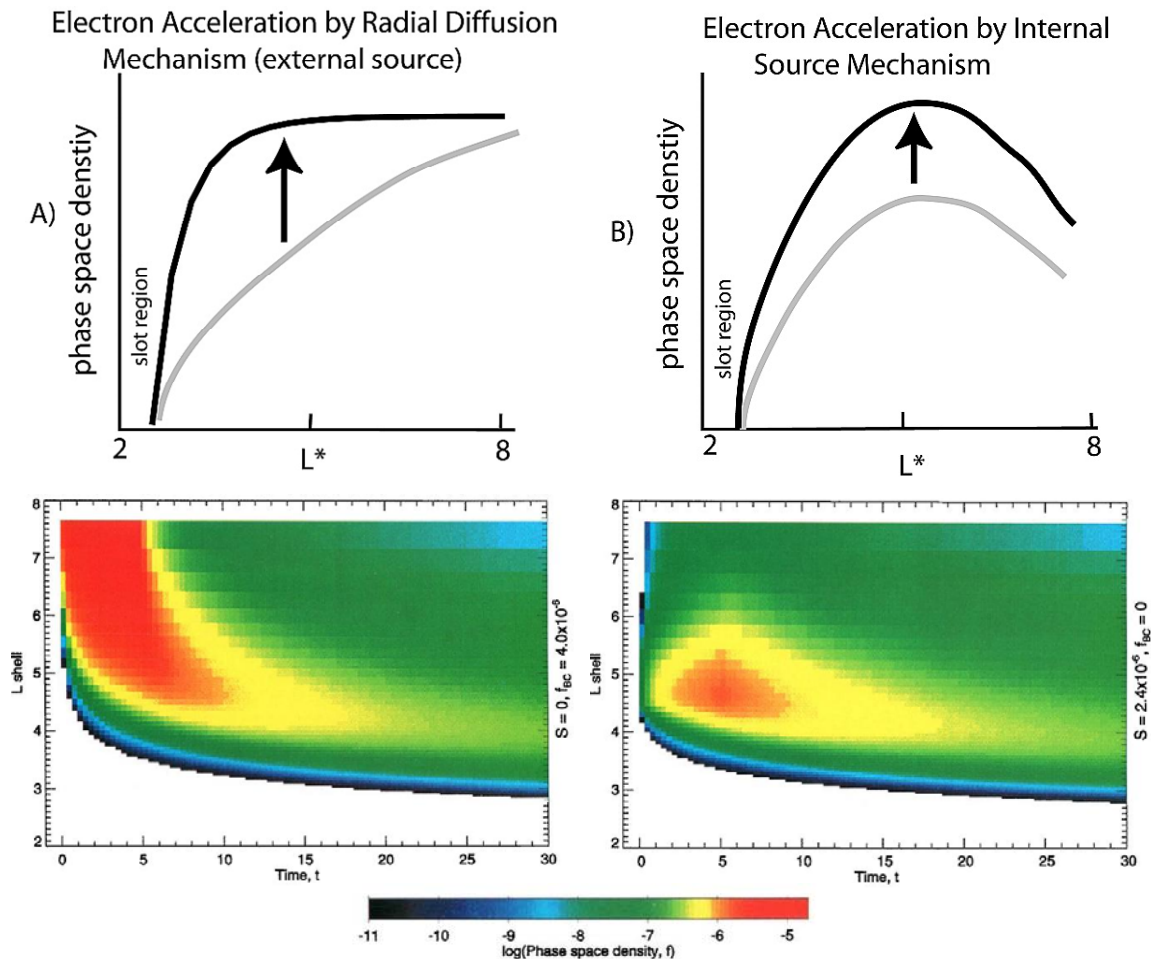 Electron Acceleration by Radial Diffusion
Mechanism (external source)
A)
phase space denstiy
slot region
2
8
L*
Electron Acceleration by Internal
Source Mechanism
B)
phase space denstiy
slot region
2
8
L*
8
7
6
5
4
3
2
L shell
0 5 10 15 20 25 30
Time, t
S = 0, f_BC = 4.0x10⁻⁶
8
7
6
5
4
3
2
L shell
0 5 10 15 20 25 30
Time, t
S = 2.4x10⁻⁶, f_BC = 0
-11 -10 -9 -8 -7 -6 -5
log(Phase space density, f)